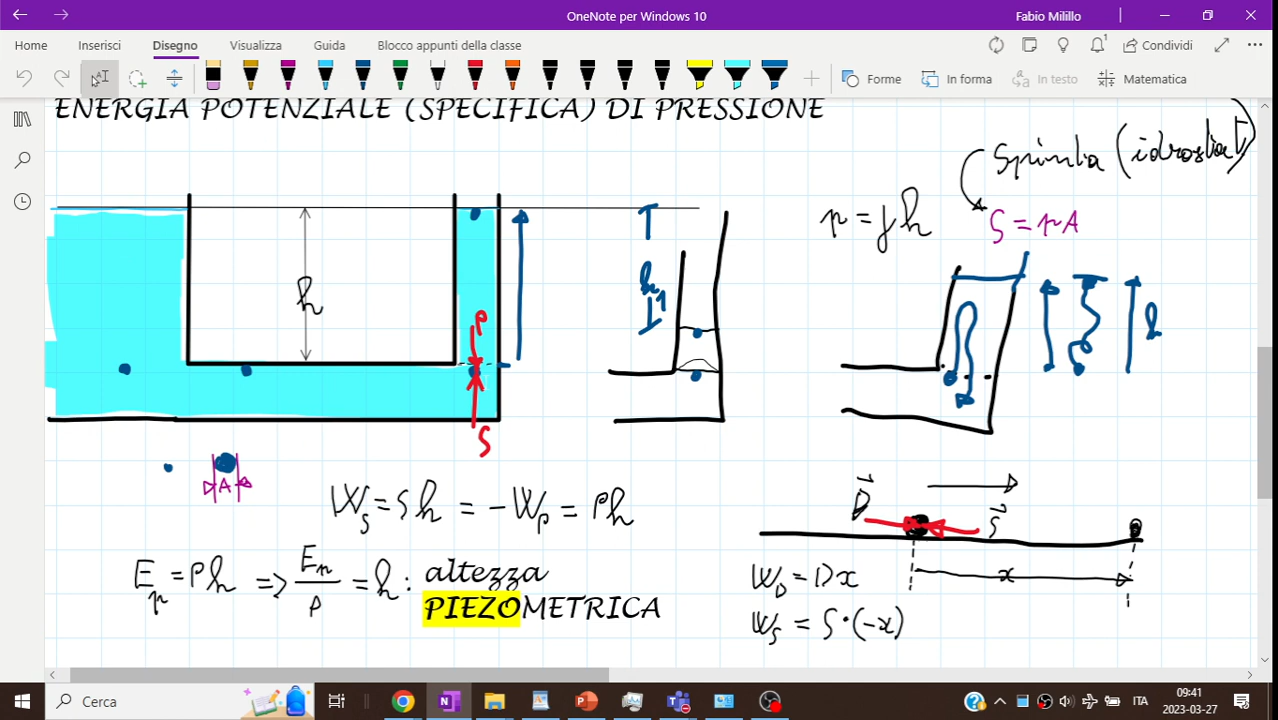 OneNote per Windows 10
Fabio Milillo
Home
Inserisci
Disegno
Visualizza
Guida
Blocco appunti della classe
Condividi
Forme
In forma
In testo
Matematica
ENERGIA POTENZIALE (SPECIFICA) DI PRESSIONE
Spinta (idrostat)
p = γh
S = pA
h
P
h1
S
A
W_S = Sh = -W_P = Ph
D
S
E_p = Ph => E_p/P = h : altezza
PIEZOMETRICA
x
W_D = Dx
W_S = S·(-x)
Cerca
ITA
09:41
2023-03-27